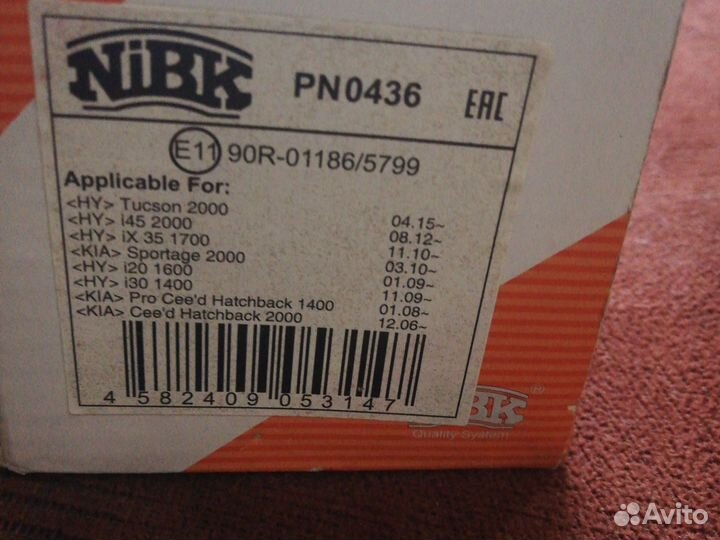 NiBK PN0436 EAC
E11 90R-01186/5799
Applicable For:
<HY> Tucson 2000 04.15~
<HY> i45 2000 08.12~
<HY> iX 35 1700 11.10~
<KIA> Sportage 2000 03.10~
<HY> i20 1600 01.09~
<HY> i30 1400 11.09~
<KIA> Pro Cee'd Hatchback 1400 01.08~
<KIA> Cee'd Hatchback 2000 12.06~
4 582409 053147
NiBK ®
Quality System
Avito